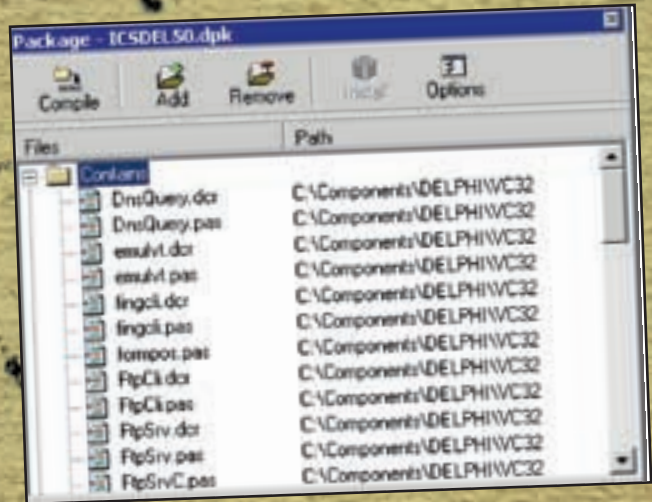 Package - ICSDEL50.dpk
Compile Add Remove Install Options
Files Path
Contains
DnsQuery.dcr C:\Components\DELPHI\VC32
DnsQuery.pas C:\Components\DELPHI\VC32
emulvt.dcr C:\Components\DELPHI\VC32
emulvt.pas C:\Components\DELPHI\VC32
fingcli.dcr C:\Components\DELPHI\VC32
fingcli.pas C:\Components\DELPHI\VC32
formpos.pas C:\Components\DELPHI\VC32
FtpCli.dcr C:\Components\DELPHI\VC32
FtpCli.pas C:\Components\DELPHI\VC32
FtpSrv.dcr C:\Components\DELPHI\VC32
FtpSrv.pas C:\Components\DELPHI\VC32
FtpSrvC.pas C:\Components\DELPHI\VC32